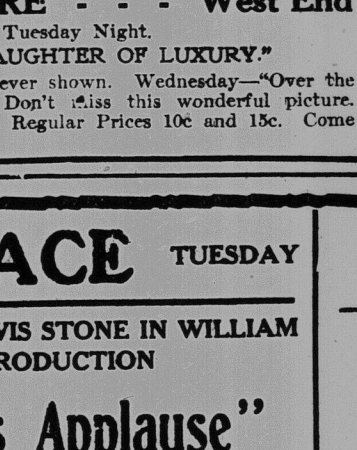 RE - - - West End
Tuesday Night.
AUGHTER OF LUXURY."
ever shown. Wednesday—"Over the
Don't miss this wonderful picture.
Regular Prices 10c and 15c. Come
ACE TUESDAY
WIS STONE IN WILLIAM
RODUCTION
s Applause"